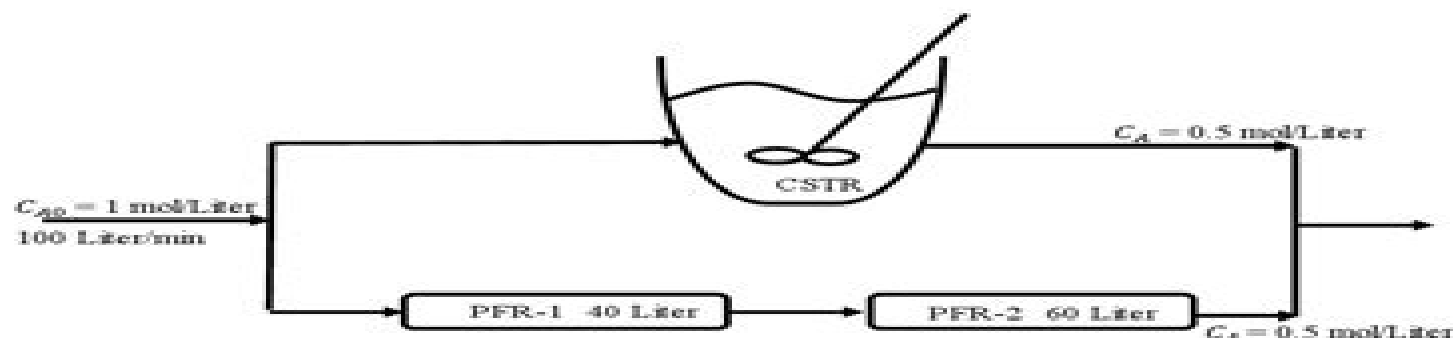 C_A = 0.5 mol/Liter
CSTR
C_A0 = 1 mol/Liter
100 Liter/min
PFR-1 40 Liter
PFR-2 60 Liter
C_A = 0.5 mol/Liter